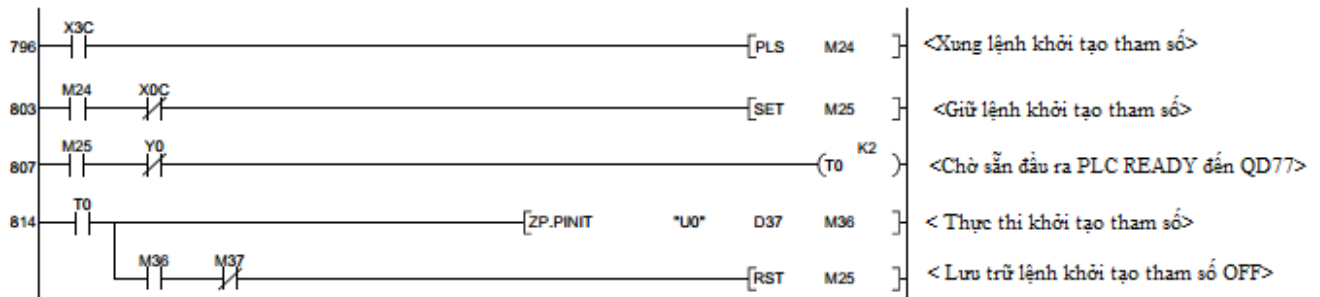 X3C
796 [PLS M24 ] <Xung lệnh khởi tạo tham số>
M24 X0C
803 [SET M25 ] <Giữ lệnh khởi tạo tham số>
M25 Y0 K2
807 (T0 ) <Chờ sẵn đầu ra PLC READY đến QD77>
T0
814 [ZP.PINIT "U0" D37 M36 ] < Thực thi khởi tạo tham số>
M36 M37
[RST M25 ] < Lưu trữ lệnh khởi tạo tham số OFF>